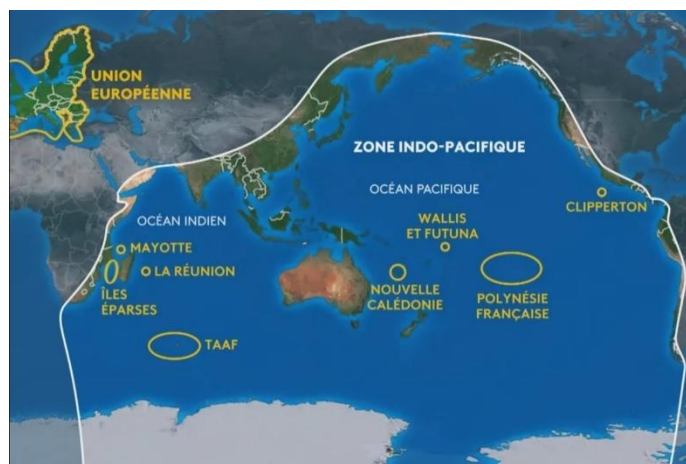 UNION
EUROPÉENNE
ZONE INDO-PACIFIQUE
OCÉAN PACIFIQUE
CLIPPERTON
WALLIS
ET FUTUNA
OCÉAN INDIEN
MAYOTTE
LA RÉUNION
ÎLES
ÉPARSES
NOUVELLE
CALÉDONIE
POLYNÉSIE
FRANÇAISE
TAAF